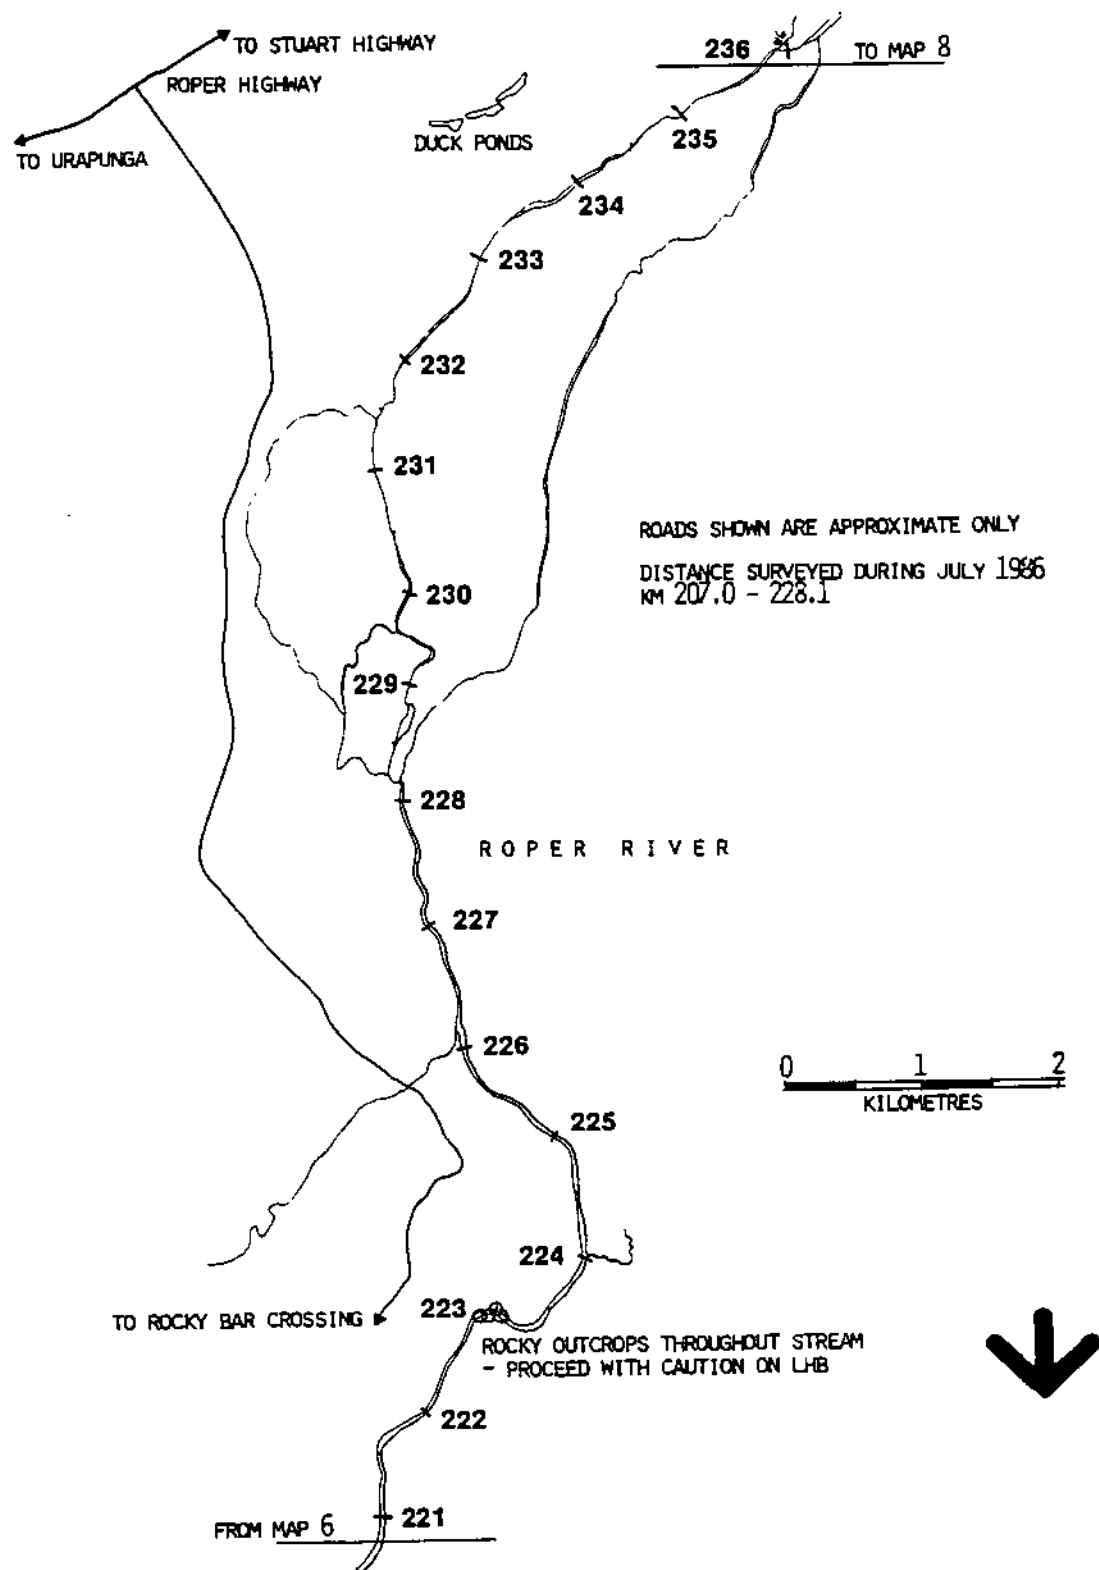 TO STUART HIGHWAY
ROPER HIGHWAY
TO URAPUNGA
DUCK PONDS
236
TO MAP 8
235
234
233
232
231
ROADS SHOWN ARE APPROXIMATE ONLY
DISTANCE SURVEYED DURING JULY 1986
KM 207.0 - 228.1
230
229
228
ROPER RIVER
227
226
0 1 2
KILOMETRES
225
224
223
TO ROCKY BAR CROSSING
ROCKY OUTCROPS THROUGHOUT STREAM
- PROCEED WITH CAUTION ON LHB
222
221
FROM MAP 6